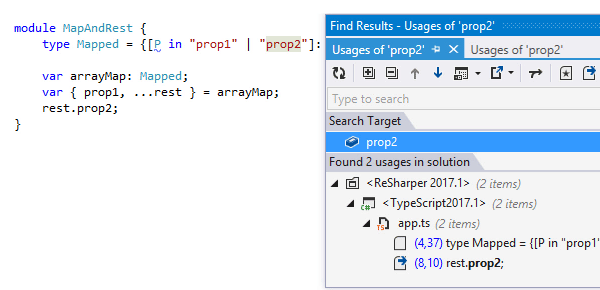 module MapAndRest {
type Mapped = {[P in "prop1" | "prop2"]:
var arrayMap: Mapped;
var { prop1, ...rest } = arrayMap;
rest.prop2;
}
Find Results - Usages of 'prop2'
Usages of 'prop2' Usages of 'prop2'
Type to search
Search Target
prop2
Found 2 usages in solution
<ReSharper 2017.1> (2 items)
C# <TypeScript2017.1> (2 items)
TS app.ts (2 items)
(4,37) type Mapped = {[P in "prop1"
(8,10) rest.prop2;